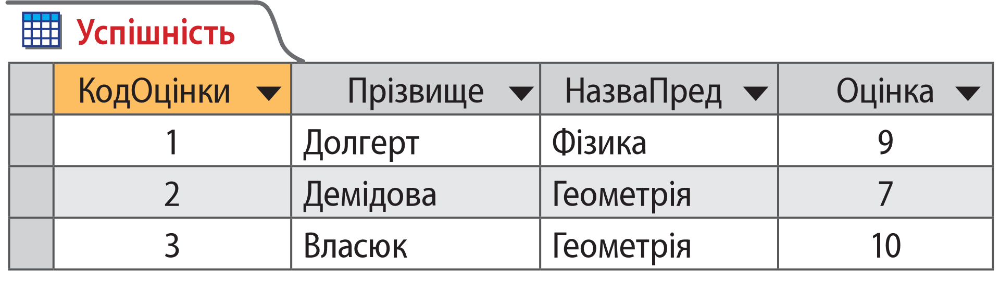 Успішність
КодОцінки Прізвище НазваПред Оцінка
1 Долгерт Фізика 9
2 Демідова Геометрія 7
3 Власюк Геометрія 10